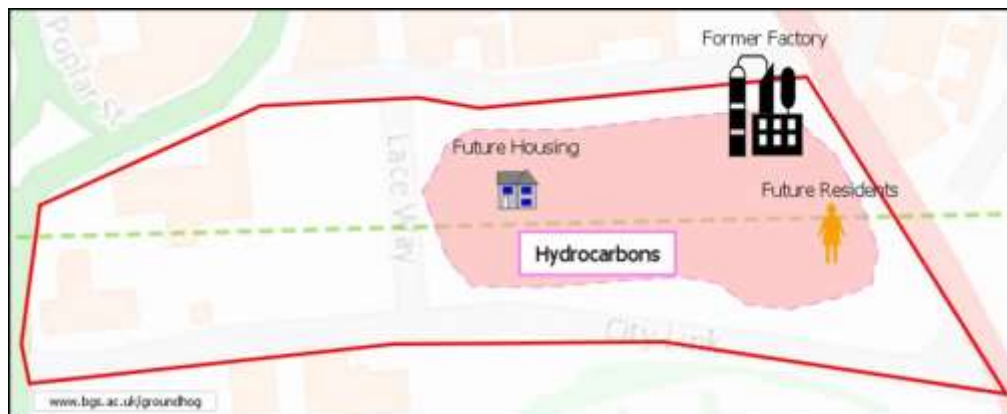 Poplar St
Former Factory
Lace Way
Future Housing
Future Residents
Hydrocarbons
City Link
www.bgs.ac.uk/groundhog